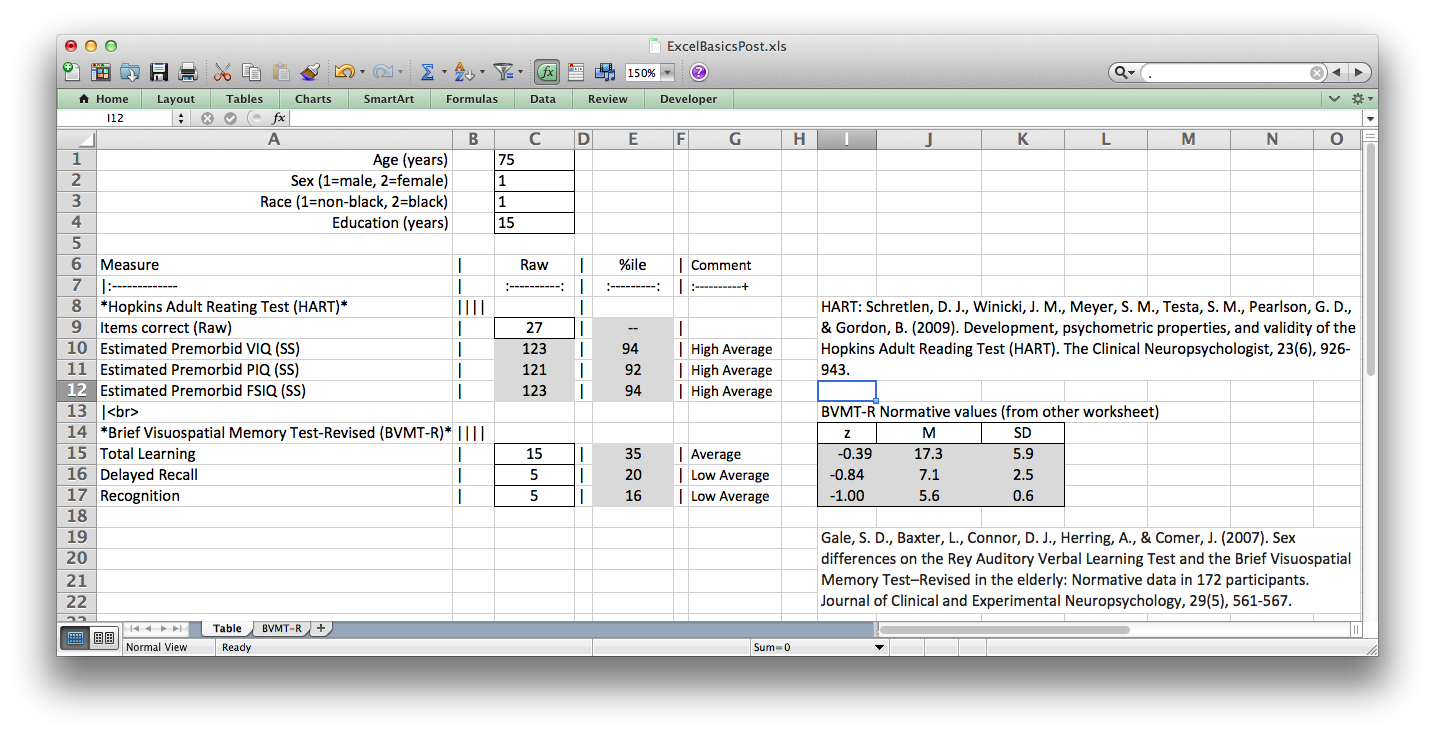 ExcelBasicsPost.xls
150% .
Home Layout Tables Charts SmartArt Formulas Data Review Developer
I12 fx
A B C D E F G H I J K L M N O
1 Age (years) 75
2 Sex (1=male, 2=female) 1
3 Race (1=non-black, 2=black) 1
4 Education (years) 15
5
6 Measure | Raw | %ile | Comment
7 |:------------- | :----------: | :---------: | :----------+
8 *Hopkins Adult Reating Test (HART)* |||| | HART: Schretlen, D. J., Winicki, J. M., Meyer, S. M., Testa, S. M., Pearlson, G. D.,
9 Items correct (Raw) | 27 | -- | & Gordon, B. (2009). Development, psychometric properties, and validity of the
10 Estimated Premorbid VIQ (SS) | 123 | 94 | High Average Hopkins Adult Reading Test (HART). The Clinical Neuropsychologist, 23(6), 926-
11 Estimated Premorbid PIQ (SS) | 121 | 92 | High Average 943.
12 Estimated Premorbid FSIQ (SS) | 123 | 94 | High Average
13 |<br> BVMT-R Normative values (from other worksheet)
14 *Brief Visuospatial Memory Test-Revised (BVMT-R)* |||| z M SD
15 Total Learning | 15 | 35 | Average -0.39 17.3 5.9
16 Delayed Recall | 5 | 20 | Low Average -0.84 7.1 2.5
17 Recognition | 5 | 16 | Low Average -1.00 5.6 0.6
18
19 Gale, S. D., Baxter, L., Connor, D. J., Herring, A., & Comer, J. (2007). Sex
20 differences on the Rey Auditory Verbal Learning Test and the Brief Visuospatial
21 Memory Test–Revised in the elderly: Normative data in 172 participants.
22 Journal of Clinical and Experimental Neuropsychology, 29(5), 561-567.
Table BVMT-R +
Normal View Ready Sum=0